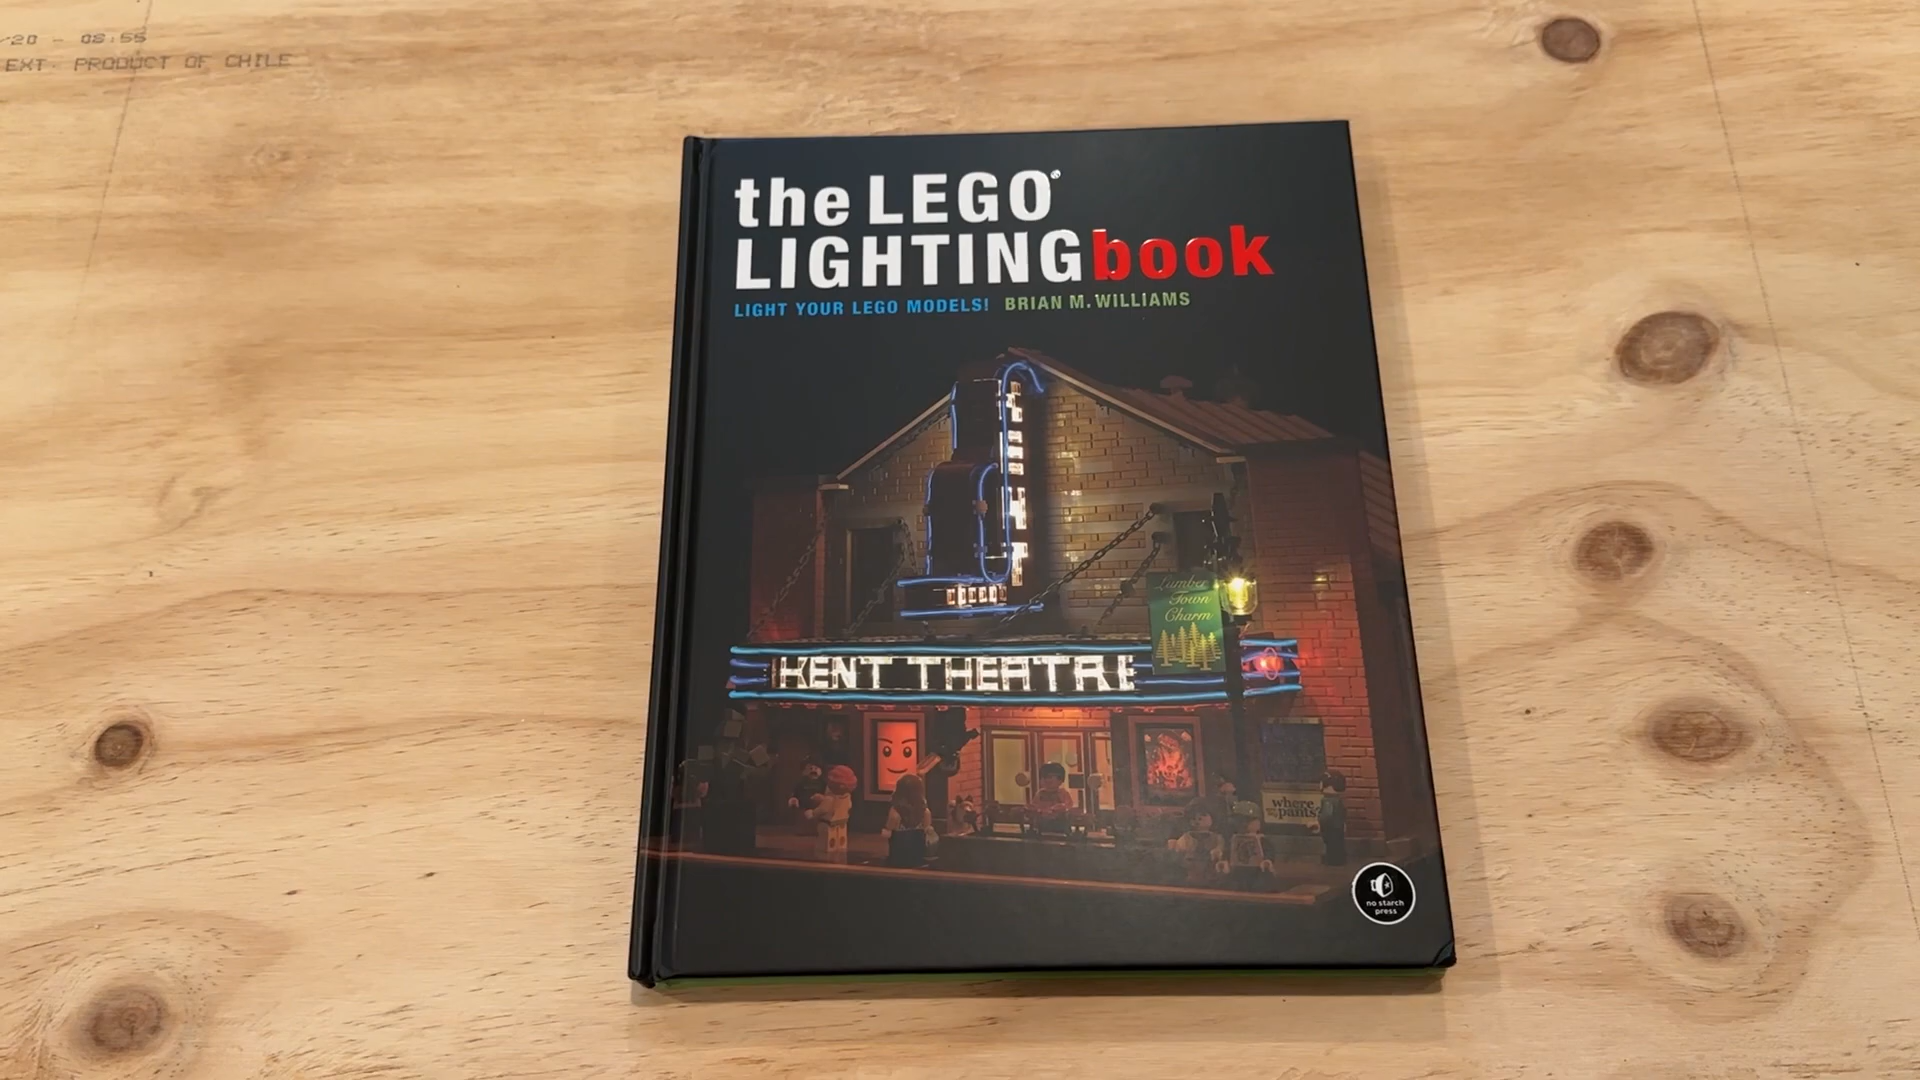 /20 - 08:55
EXT. PRODUCT OF CHILE
the LEGO®
LIGHTING book
LIGHT YOUR LEGO MODELS! BRIAN M. WILLIAMS
Lumber
Town
Charm
KENT THEATRE
where
pants?
no starch
press